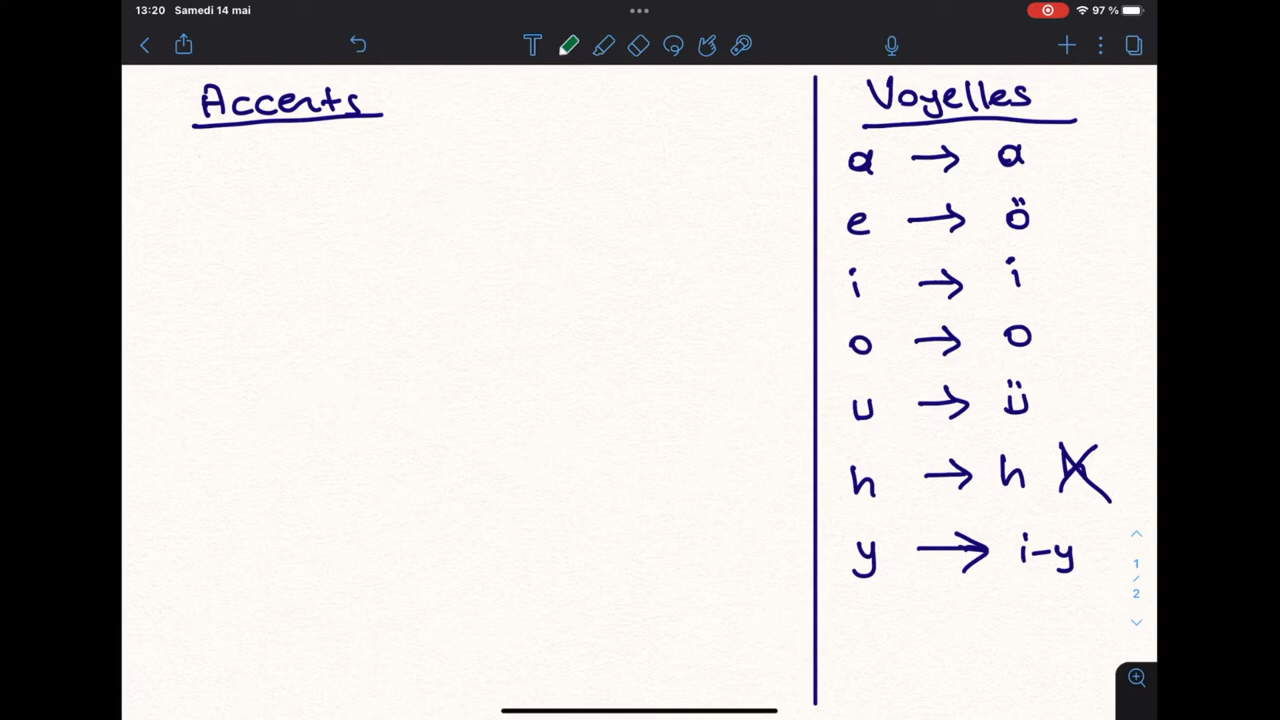 13:20 Samedi 14 mai
97 %
Accents
Voyelles
a → a
e → ö
i → i
o → o
u → ü
h → h
y → i-y
1
/
2